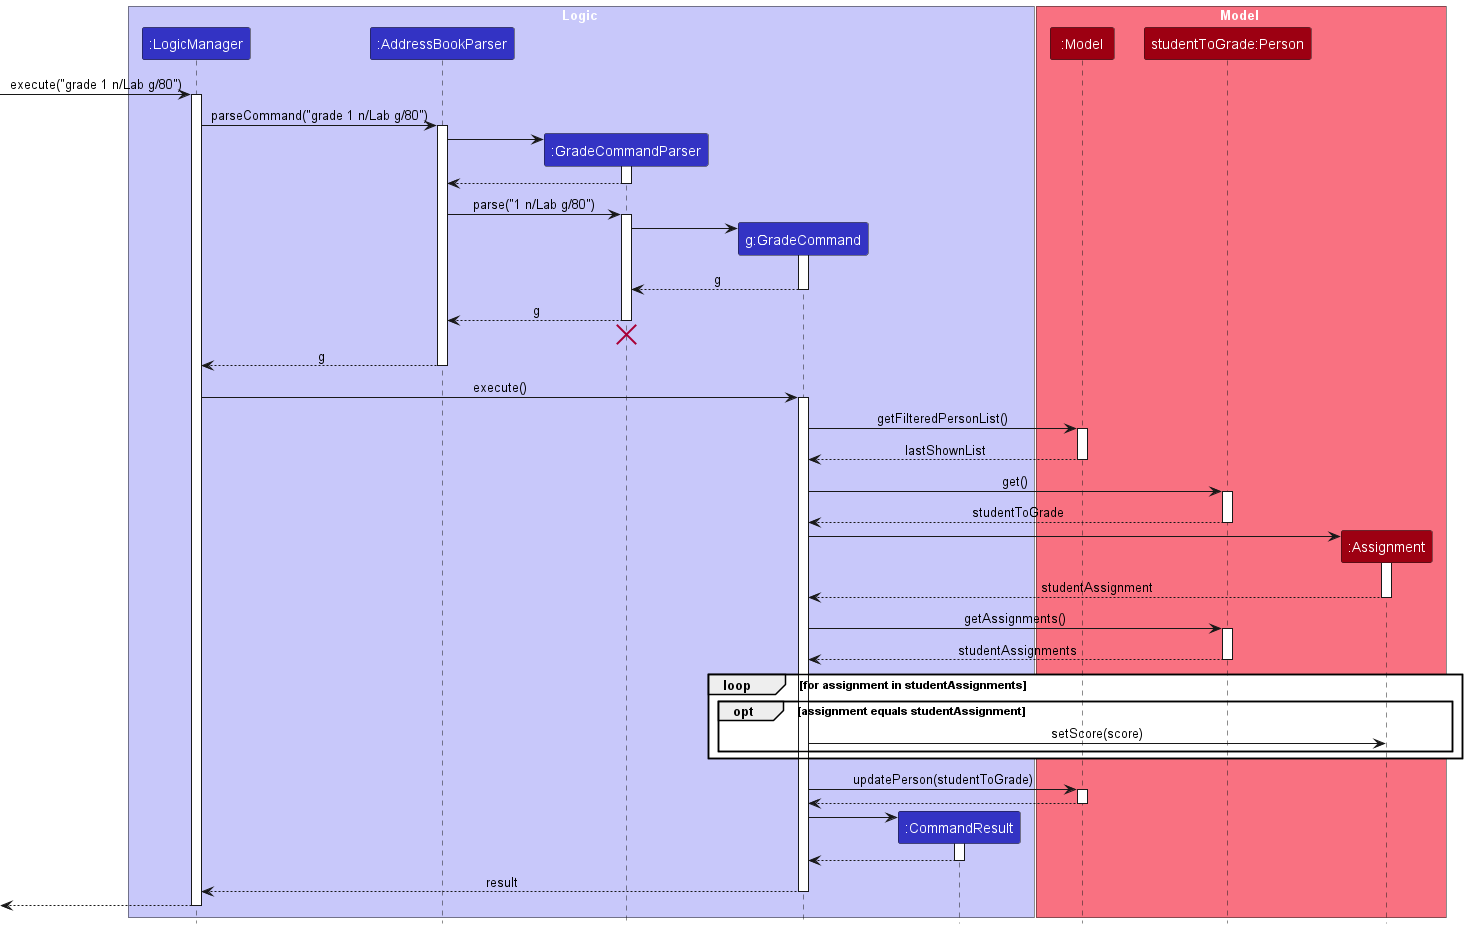 Logic
Model
:LogicManager
:AddressBookParser
:Model
studentToGrade:Person
execute("grade 1 n/Lab g/80")
parseCommand("grade 1 n/Lab g/80")
:GradeCommandParser
parse("1 n/Lab g/80")
g:GradeCommand
g
g
g
execute()
getFilteredPersonList()
lastShownList
get()
studentToGrade
:Assignment
studentAssignment
getAssignments()
studentAssignments
loop [for assignment in studentAssignments]
opt [assignment equals studentAssignment]
setScore(score)
updatePerson(studentToGrade)
:CommandResult
result